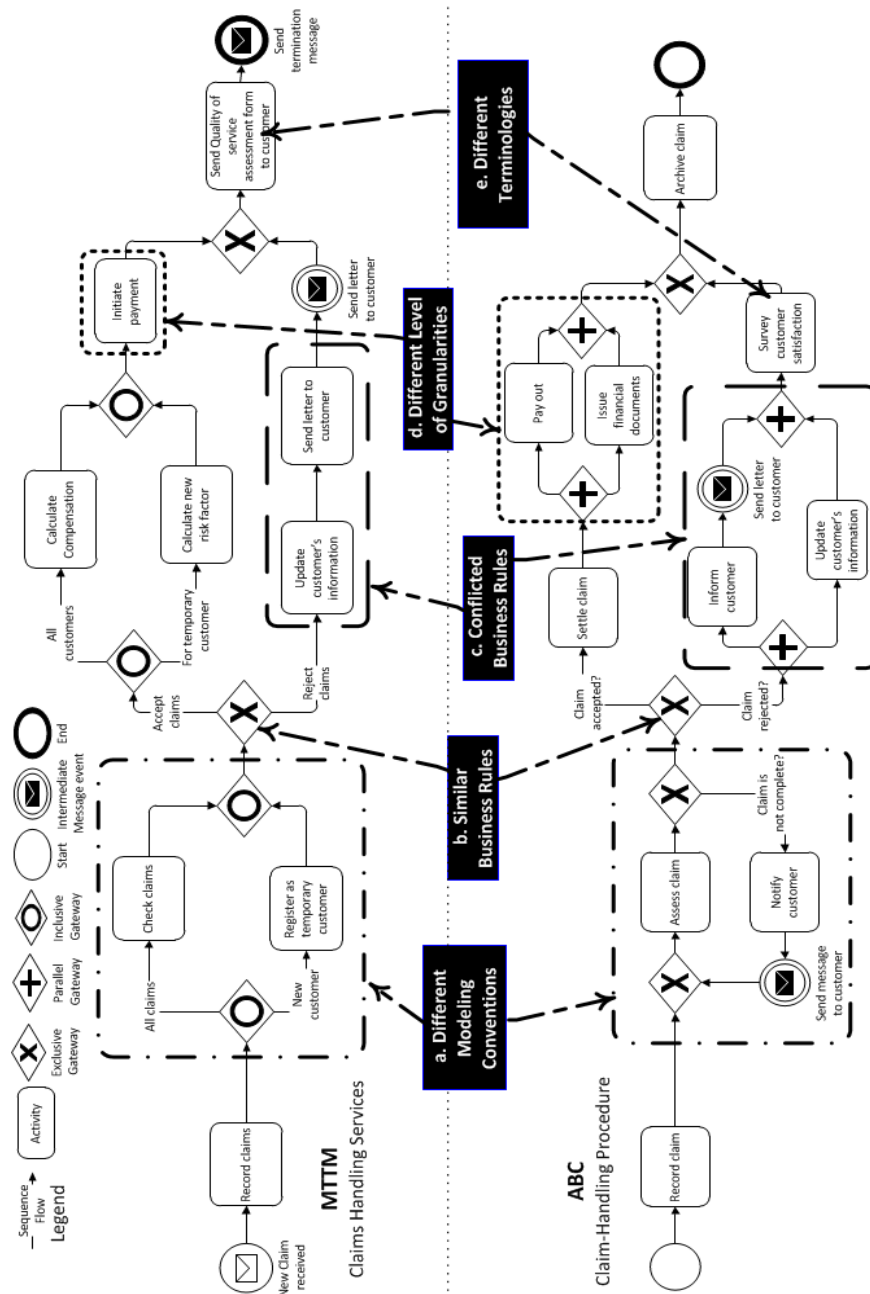 Sequence
Flow
Legend
Activity
Exclusive
Gateway
Parallel
Gateway
Inclusive
Gateway
Start
Intermediate
Message event
End
MTTM
Claims Handling Services
New Claim
received
Record claims
All claims
New
customer
Check claims
Register as
temporary
customer
Accept
claims
Reject
claims
All
customers
For temporary
customer
Calculate
Compensation
Calculate new
risk factor
Initiate
payment
Update
customer's
information
Send letter to
customer
Send letter
to customer
Send Quality of
service
assessment form
to customer
Send
termination
message
a. Different
Modeling
Conventions
b. Similar
Business Rules
c. Conflicted
Business Rules
d. Different Level
of Granularities
e. Different
Terminologies
ABC
Claim-Handling Procedure
Record claim
Assess claim
Claim is
not complete?
Notify
customer
Send message
to customer
Claim
accepted?
Claim
rejected?
Settle claim
Pay out
Issue
financial
documents
Inform
customer
Send letter
to customer
Update
customer's
information
Survey
customer
satisfaction
Archive claim